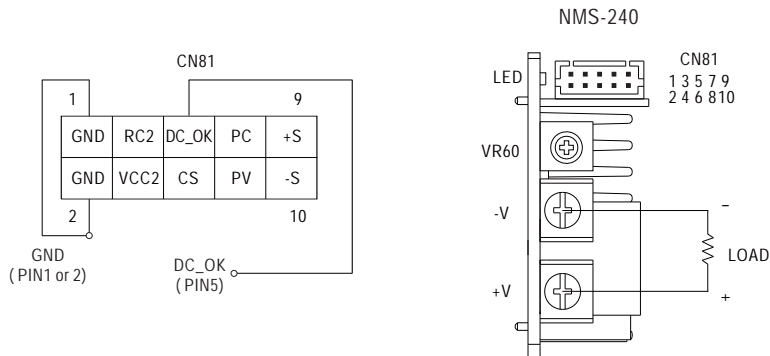 NMS-240
CN81
1 9
GND RC2 DC_OK PC +S
GND VCC2 CS PV -S
2 10
GND
(PIN1 or 2)
DC_OK
(PIN5)
LED
CN81
1 3 5 7 9
2 4 6 8 10
VR60
-V
+V
−
LOAD
+